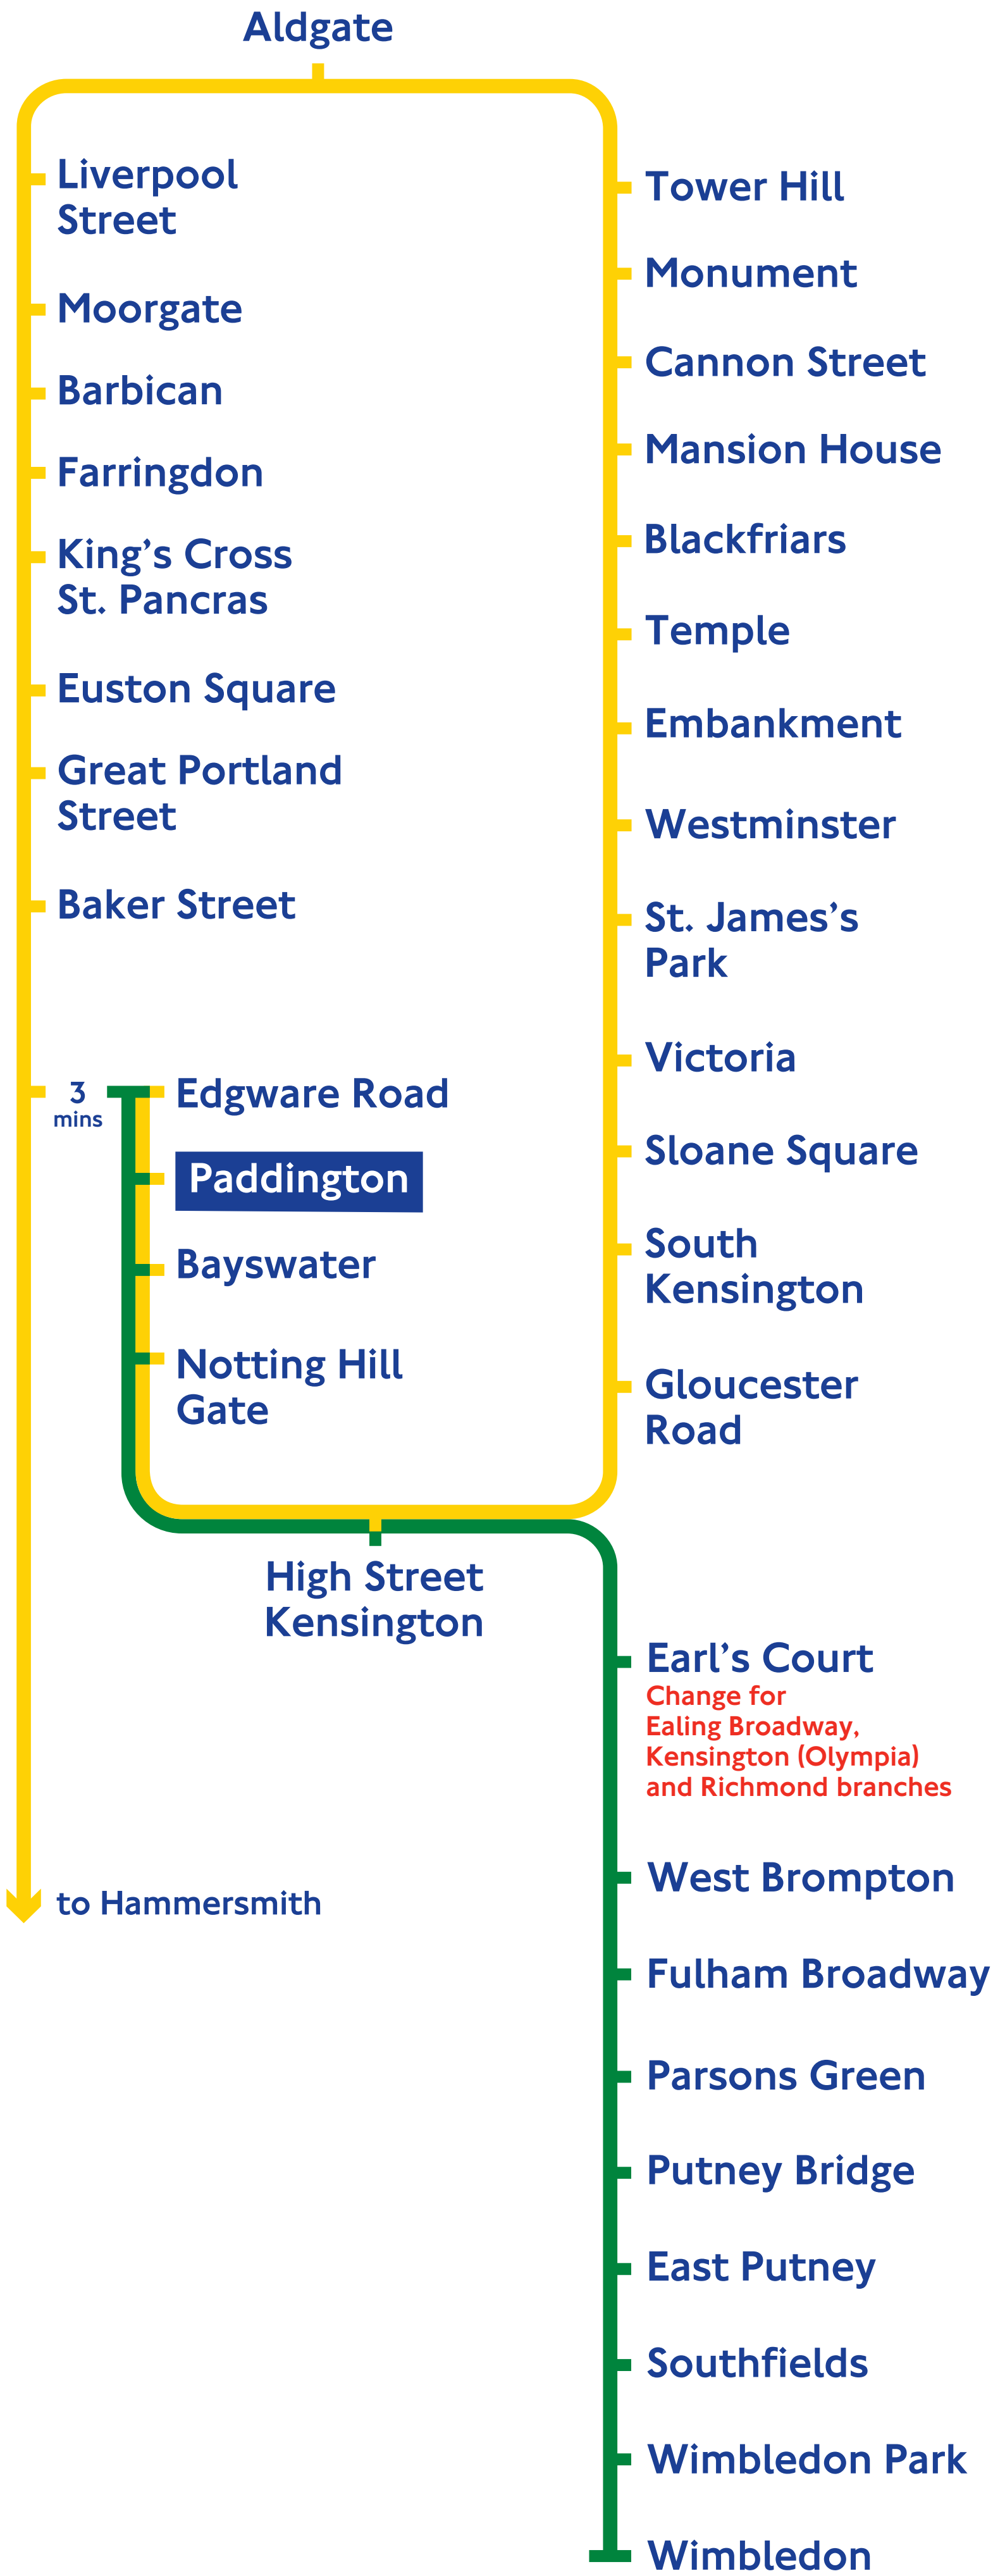 Aldgate
Liverpool
Street
Moorgate
Barbican
Farringdon
King’s Cross
St. Pancras
Euston Square
Great Portland
Street
Baker Street
3
mins
Edgware Road
Paddington
Bayswater
Notting Hill
Gate
High Street
Kensington
to Hammersmith
Tower Hill
Monument
Cannon Street
Mansion House
Blackfriars
Temple
Embankment
Westminster
St. James’s
Park
Victoria
Sloane Square
South
Kensington
Gloucester
Road
Earl’s Court
Change for
Ealing Broadway,
Kensington (Olympia)
and Richmond branches
West Brompton
Fulham Broadway
Parsons Green
Putney Bridge
East Putney
Southfields
Wimbledon Park
Wimbledon